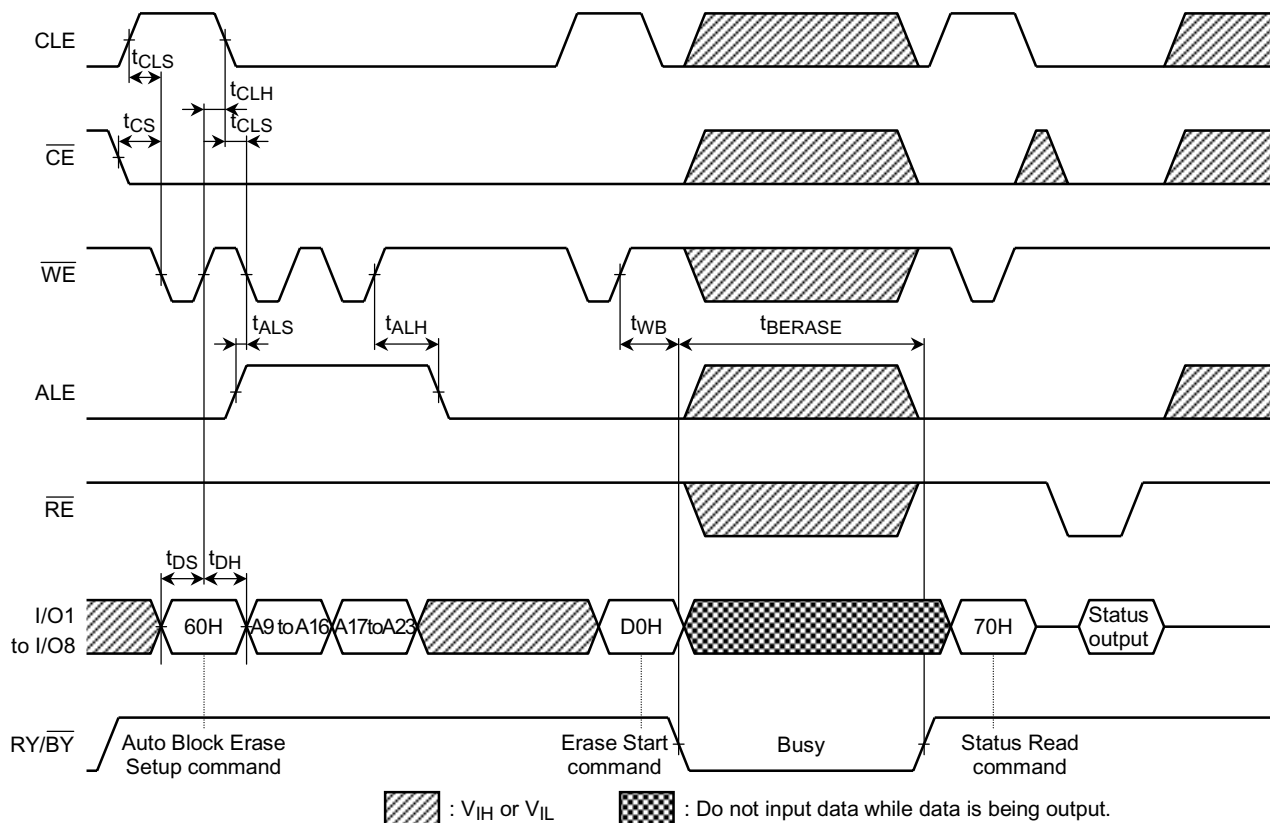 CLE
tCLS
tCLH
tCS
tCLS
CE
WE
tALS
tALH
tWB
tBERASE
ALE
RE
tDS
tDH
I/O1
to I/O8
60H
A9 to A16
A17 to A23
D0H
70H
Status
output
RY/BY
Auto Block Erase
Setup command
Erase Start
command
Busy
Status Read
command
: VIH or VIL
: Do not input data while data is being output.